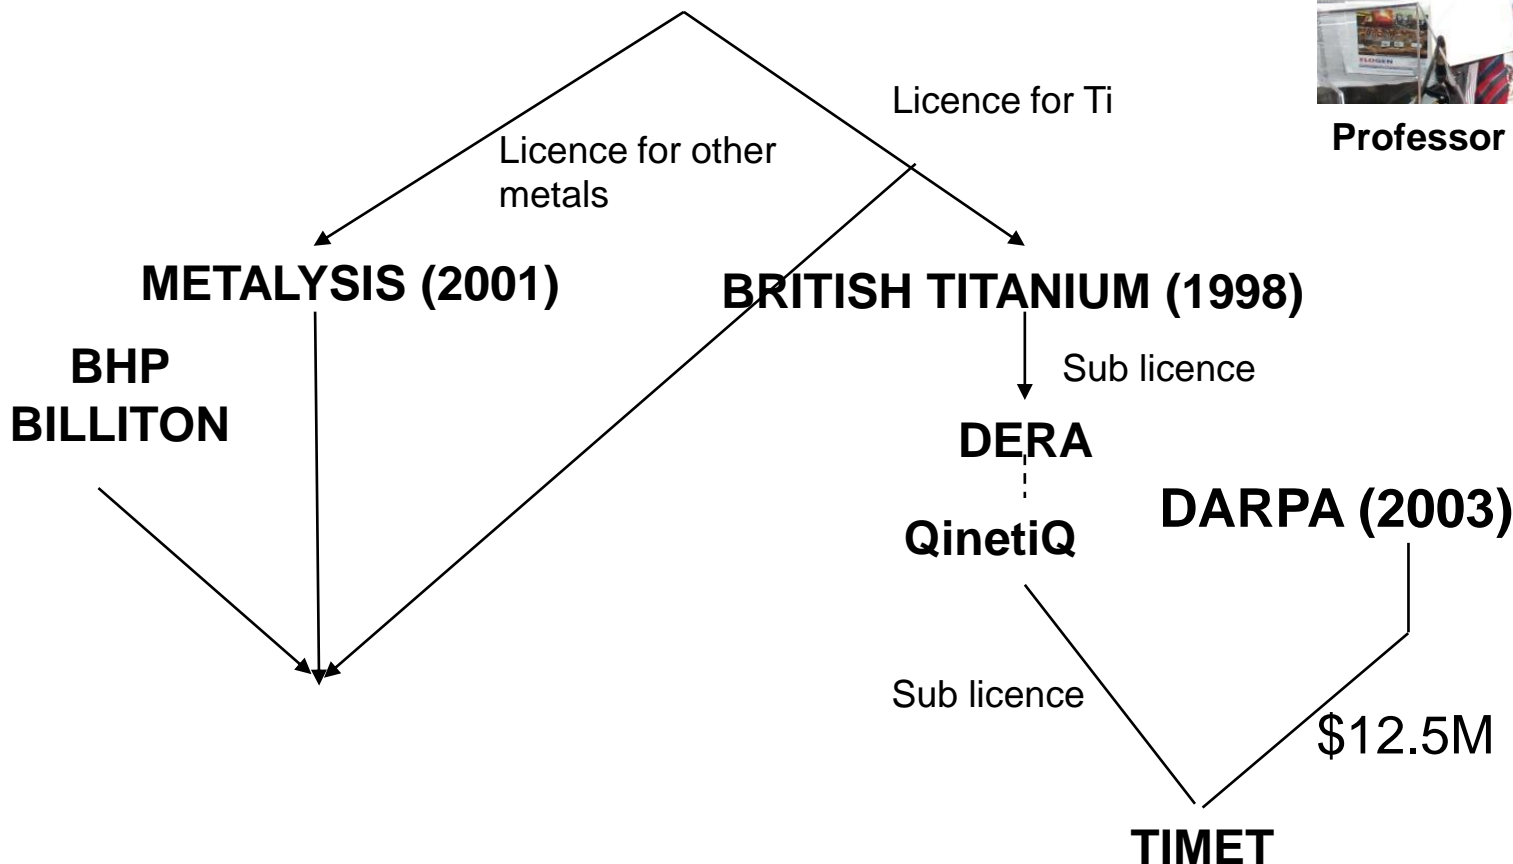 Licence for Ti
FLOGEN
Professor
Licence for other
metals
METALYSIS (2001)
BRITISH TITANIUM (1998)
BHP
BILLITON
Sub licence
DERA
DARPA (2003)
QinetiQ
Sub licence
$12.5M
TIMET